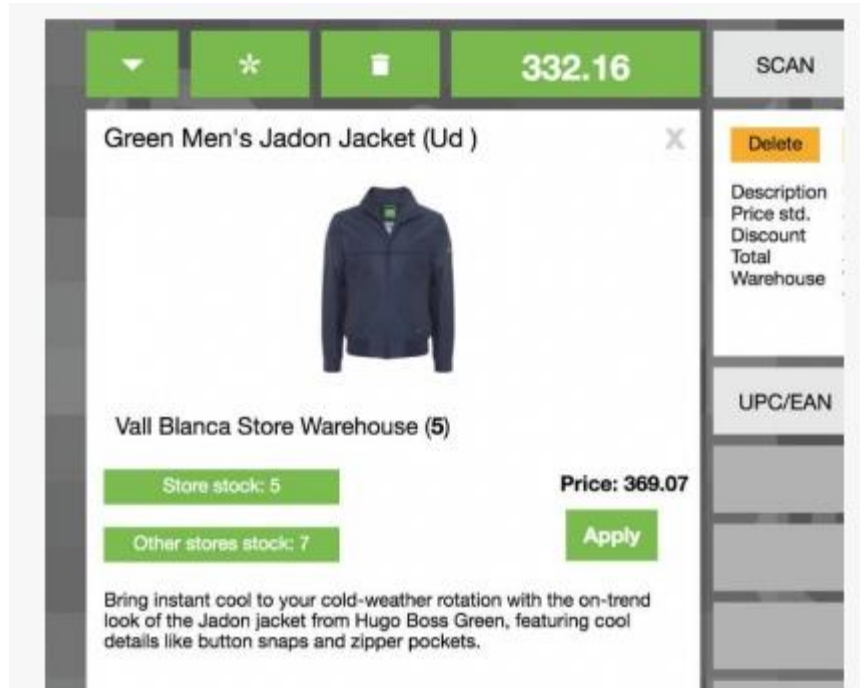 332.16
SCAN
Green Men's Jadon Jacket (Ud )
X
Delete
Description
Price std.
Discount
Total
Warehouse
Vall Blanca Store Warehouse (5)
UPC/EAN
Store stock: 5
Price: 369.07
Other stores stock: 7
Apply
Bring instant cool to your cold-weather rotation with the on-trend
look of the Jadon jacket from Hugo Boss Green, featuring cool
details like button snaps and zipper pockets.